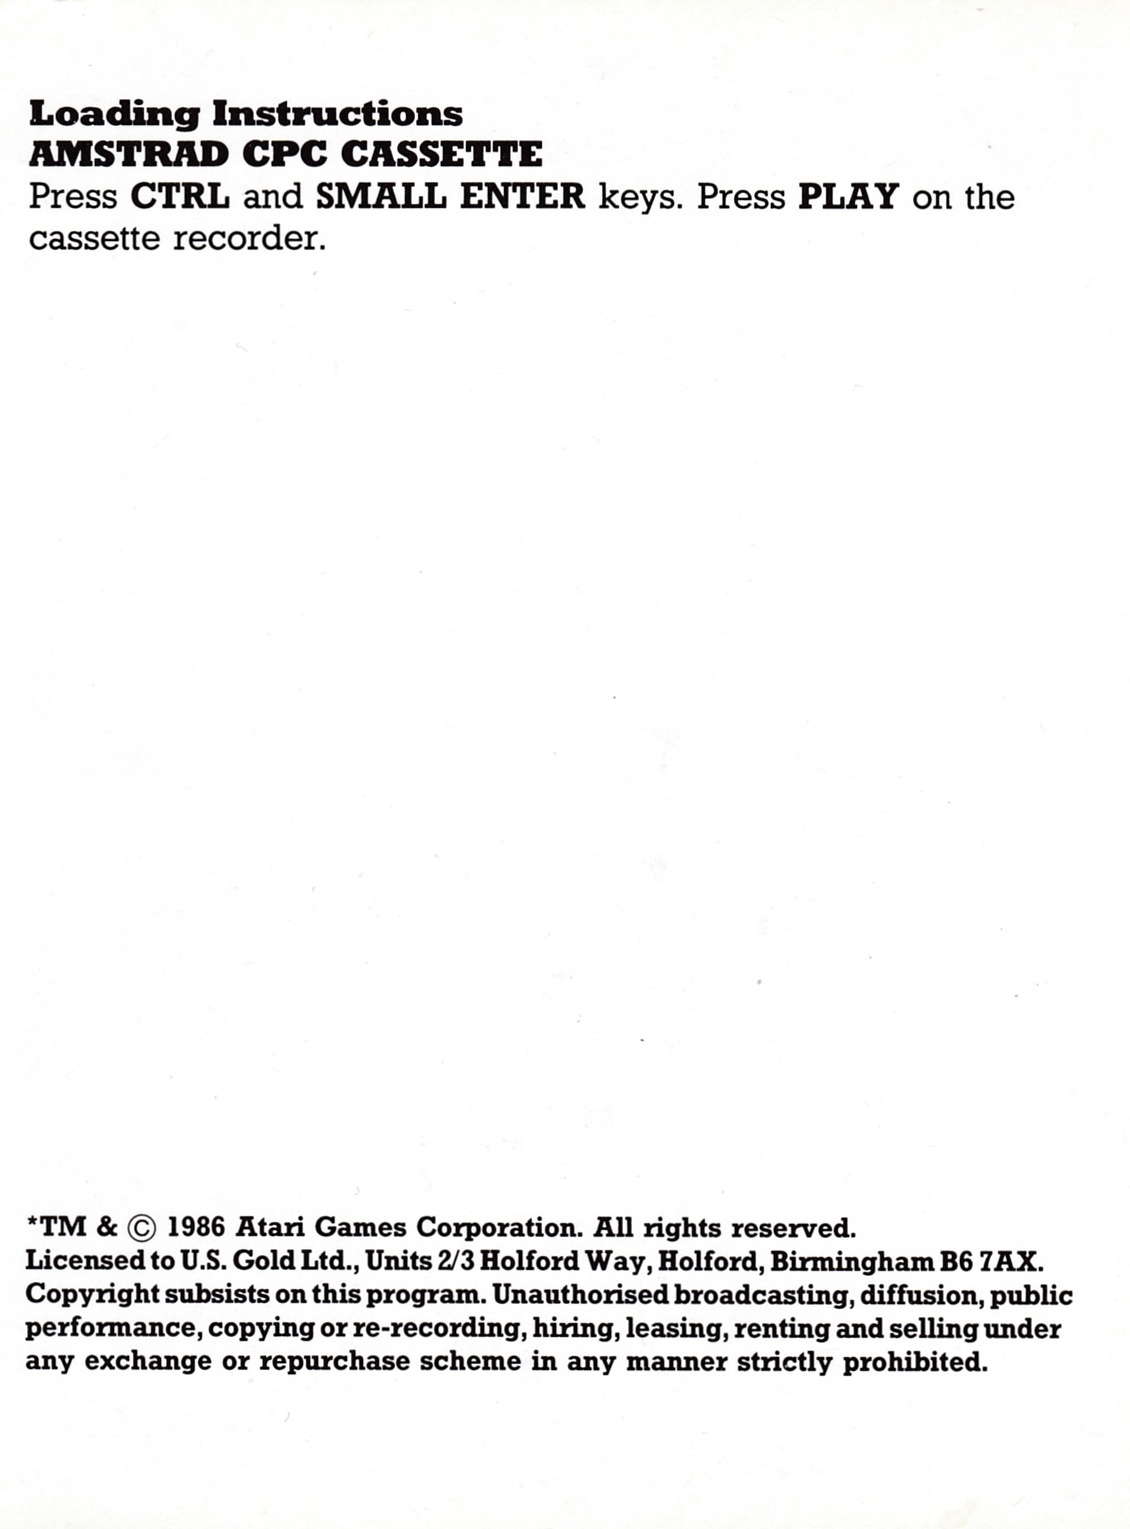 Loading Instructions
AMSTRAD CPC CASSETTE
Press CTRL and SMALL ENTER keys. Press PLAY on the
cassette recorder.
*TM & © 1986 Atari Games Corporation. All rights reserved.
Licensed to U.S. Gold Ltd., Units 2/3 Holford Way, Holford, Birmingham B6 7AX.
Copyright subsists on this program. Unauthorised broadcasting, diffusion, public
performance, copying or re-recording, hiring, leasing, renting and selling under
any exchange or repurchase scheme in any manner strictly prohibited.